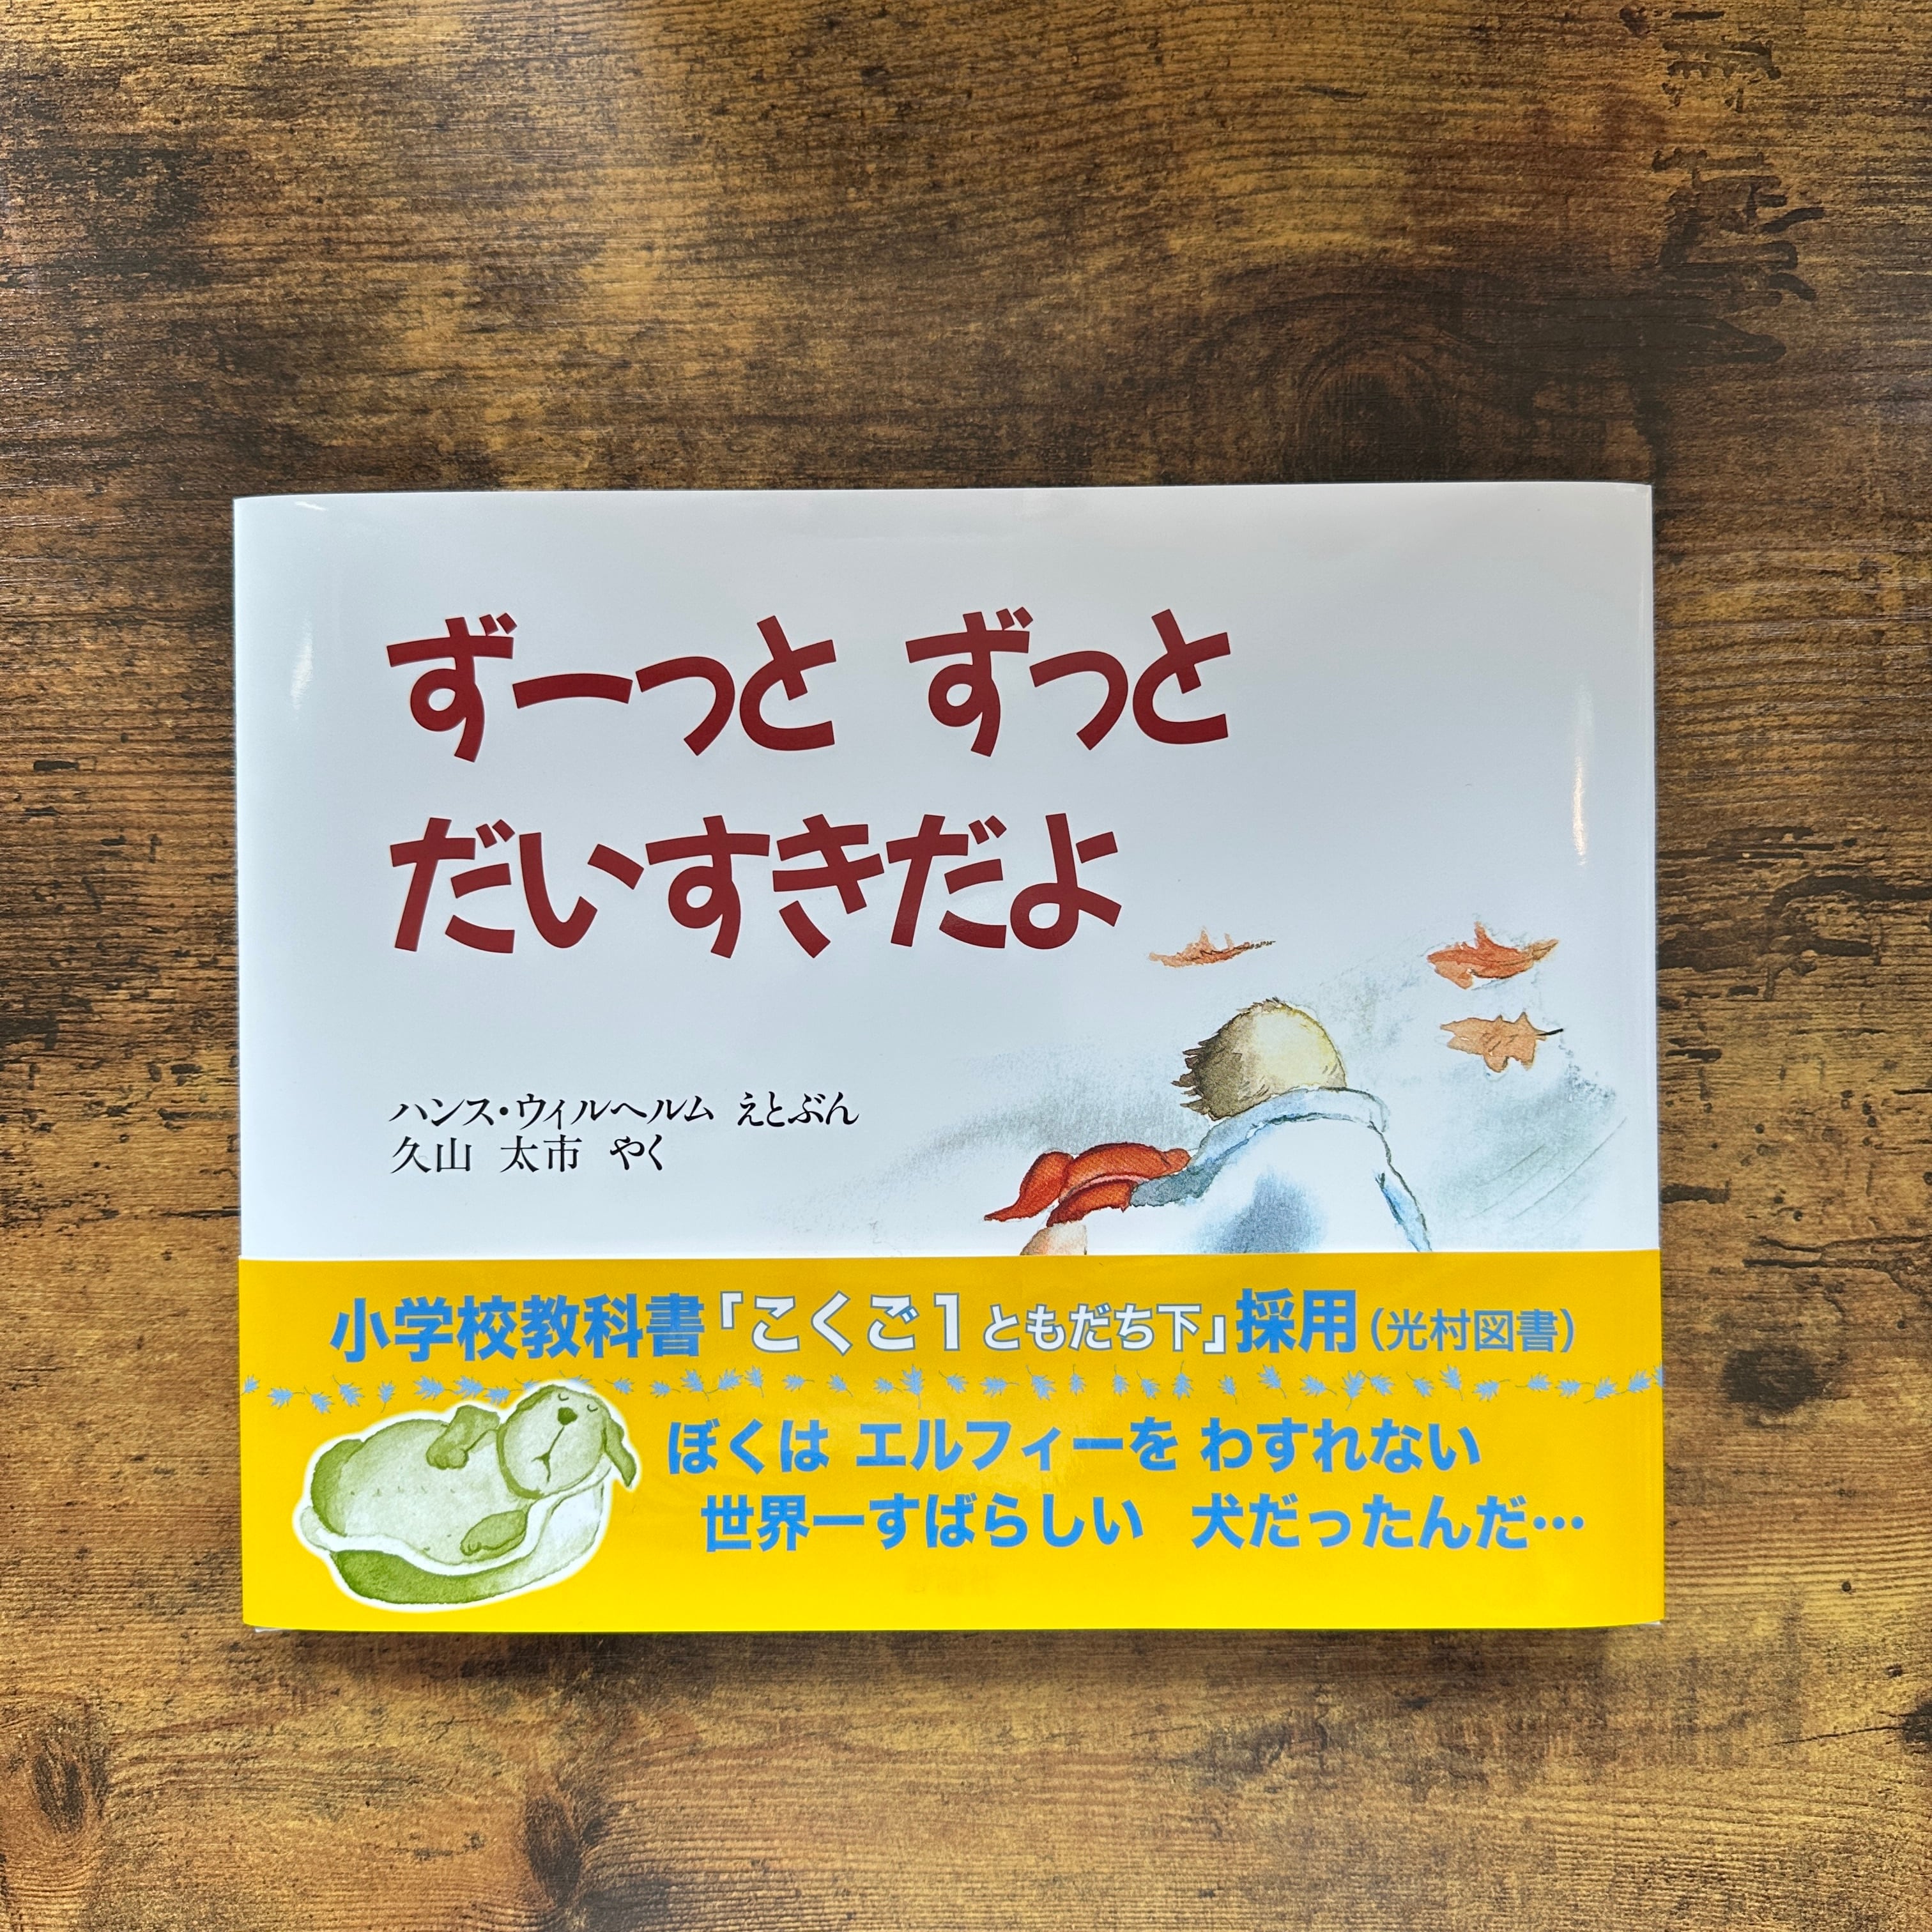 ずーっと ずっと
だいすきだよ
ハンス・ウィルヘルム えとぶん
久山 太市 やく
小学校教科書「こくご1ともだち下」採用(光村図書)
ぼくは エルフィーを わすれない
世界一すばらしい 犬だったんだ…